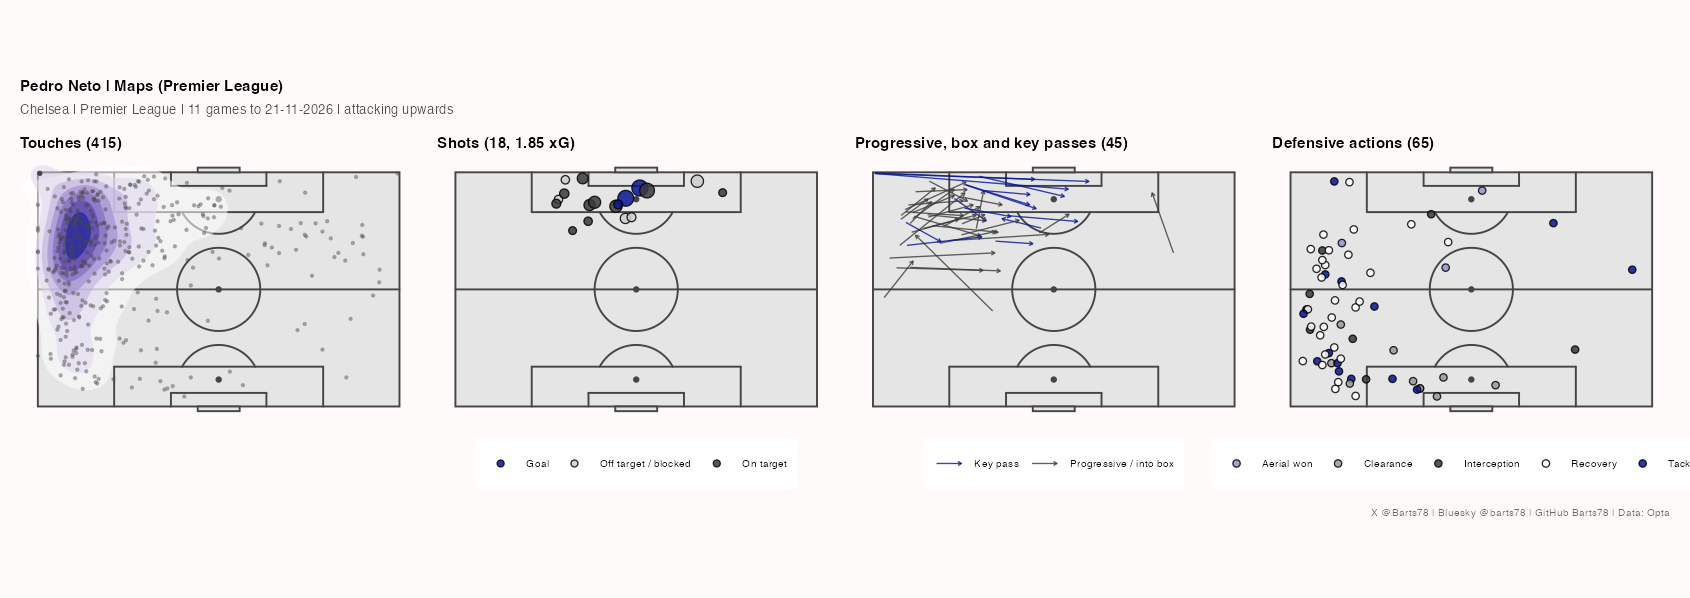 Pedro Neto | Maps (Premier League)
Chelsea | Premier League | 11 games to 21-11-2026 | attacking upwards
Touches (415)
Shots (18, 1.85 xG)
Progressive, box and key passes (45)
Defensive actions (65)
Goal
Off target / blocked
On target
Key pass
Progressive / into box
Aerial won
Clearance
Interception
Recovery
Tack
X @Barts78 | Bluesky @barts78 | GitHub Barts78 | Data: Opta